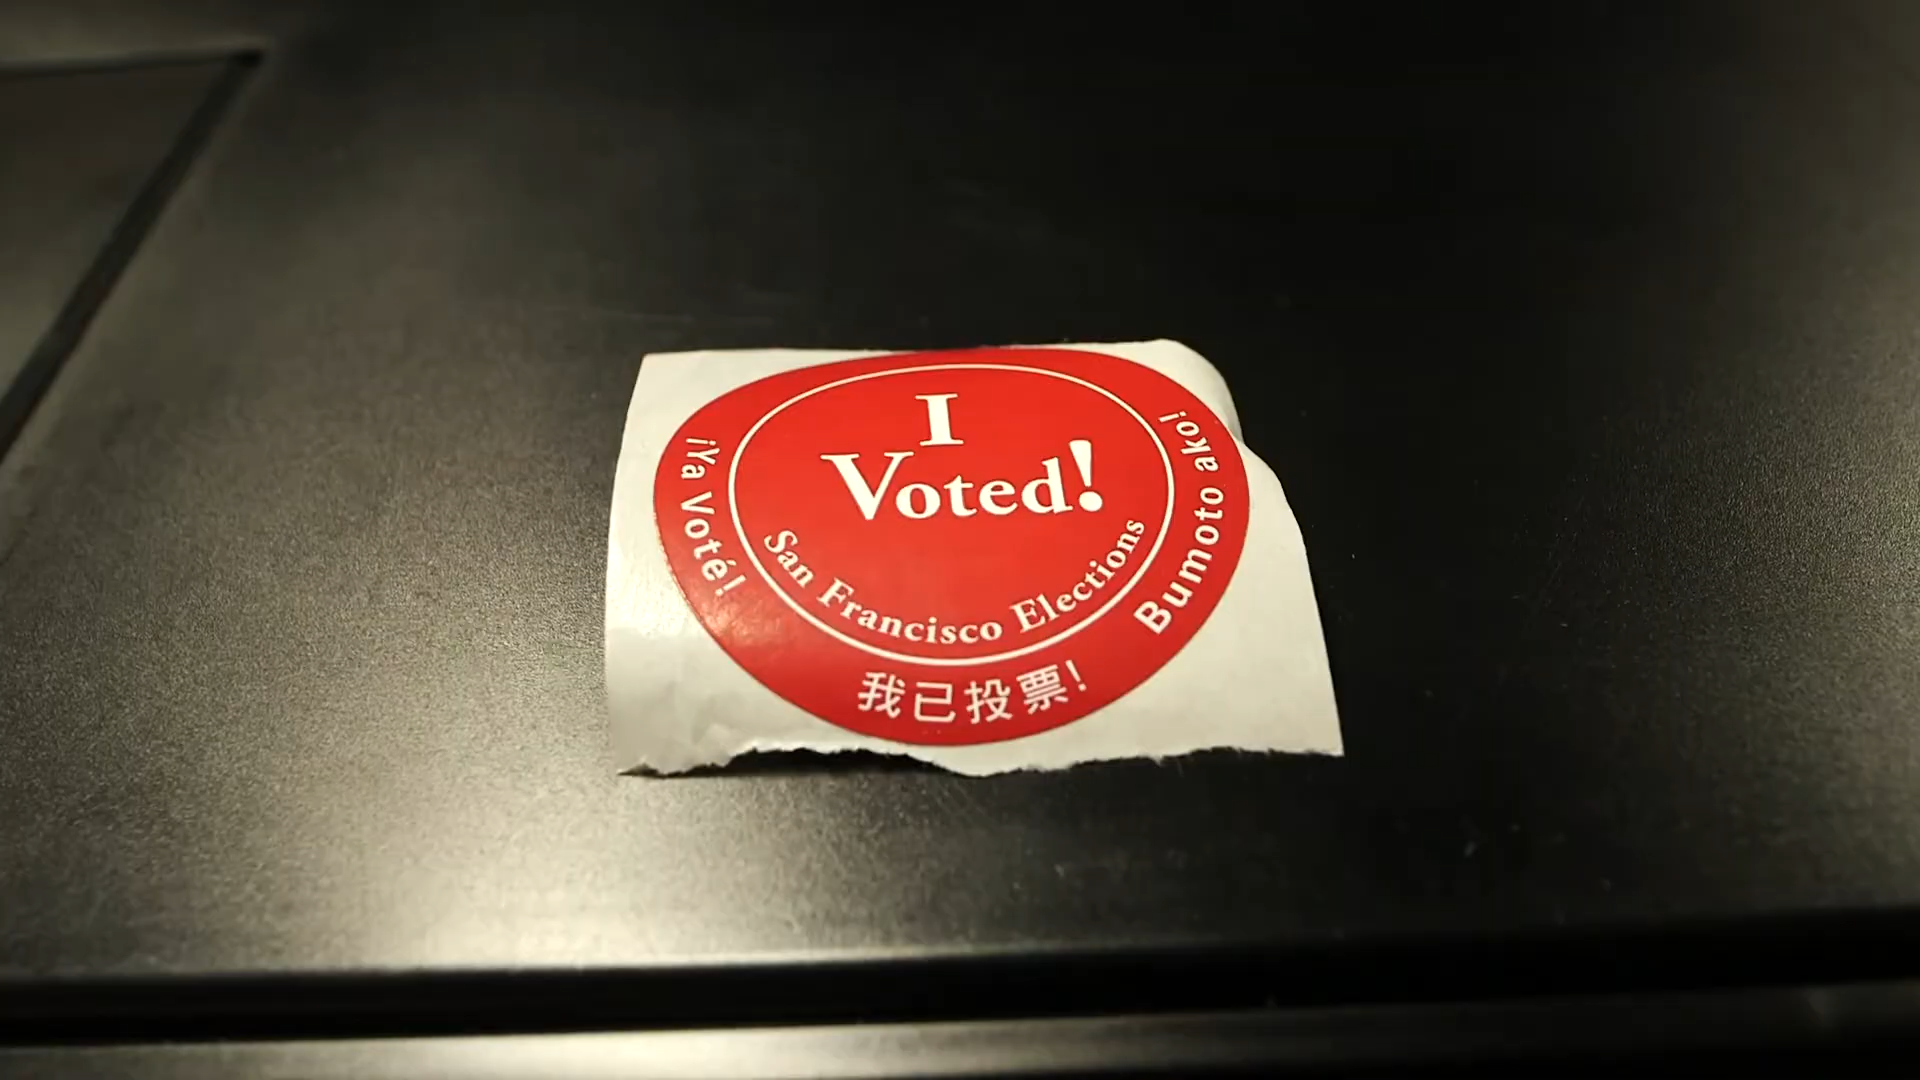 I
Voted!
San Francisco Elections
¡Ya Voté!
我已投票!
Bumoto ako!